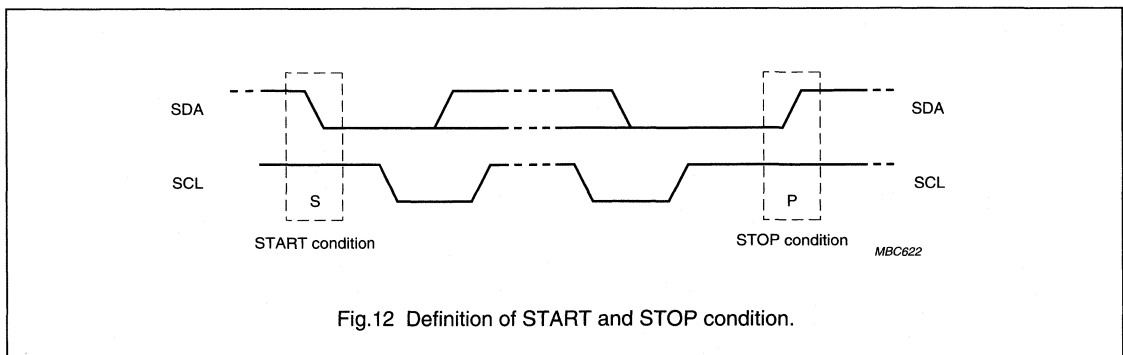 SDA
SDA
SCL
SCL
S
P
START condition
STOP condition
MBC622
Fig.12 Definition of START and STOP condition.